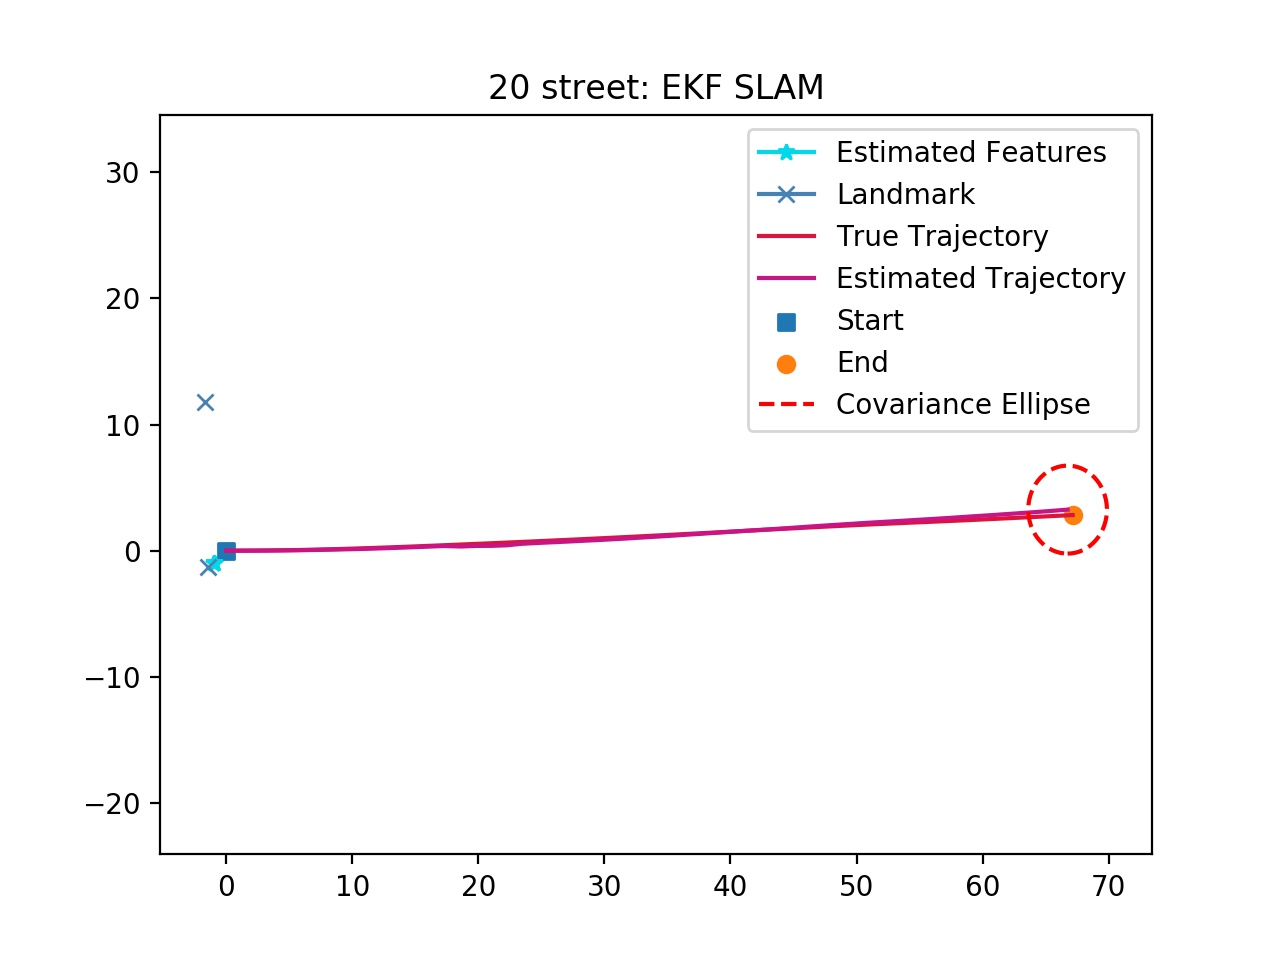 20 street: EKF SLAM
Estimated Features
Landmark
True Trajectory
Estimated Trajectory
Start
End
Covariance Ellipse
30
20
10
0
−10
−20
0 10 20 30 40 50 60 70